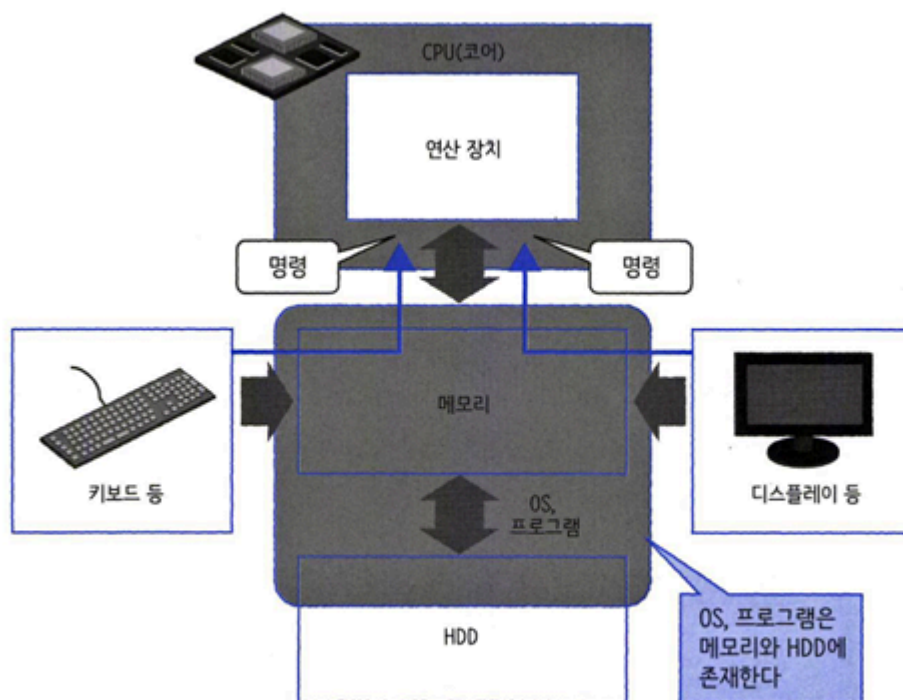 CPU(코어)
연산 장치
명령
명령
메모리
키보드 등
디스플레이 등
OS,
프로그램
HDD
OS, 프로그램은
메모리와 HDD에
존재한다